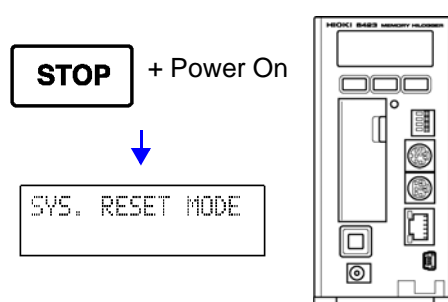 STOP + Power On
SYS. RESET MODE
HIOKI 8423 MEMORY HiLOGGER